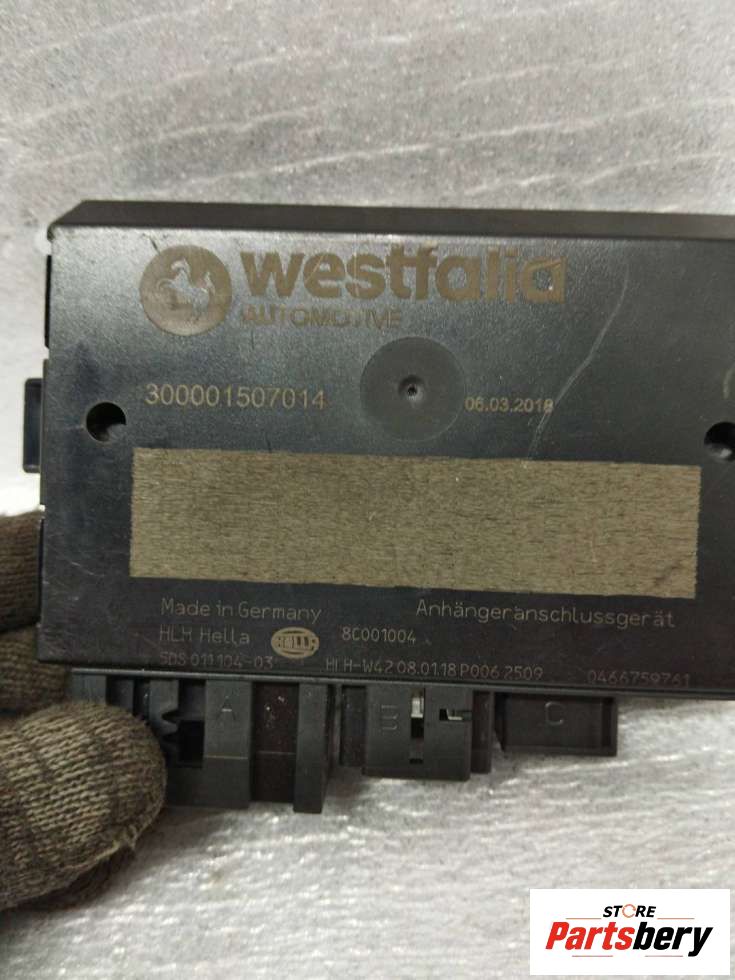 westfalia
AUTOMOTIVE
300001507014
06.03.2018
Made in Germany
Anhängeranschlussgerät
HLH Hella
HELLA
8C001004
5DS 011 104-03
HLH-W42 08.01.18 P006 2509
0466759761
A
B
C
STORE
Partsbery